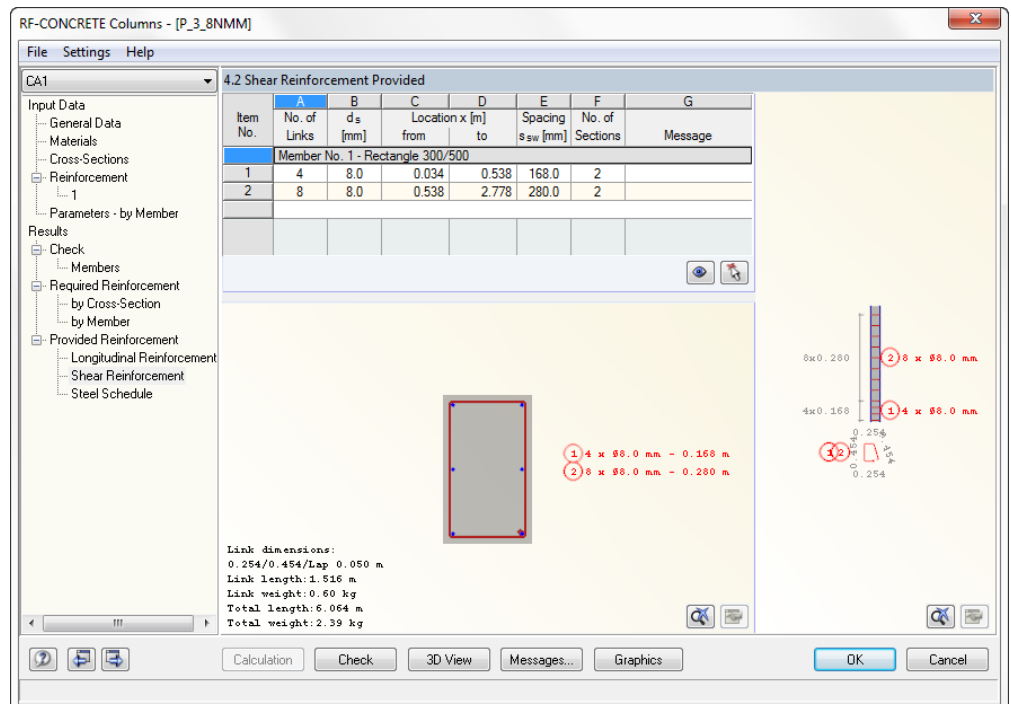 RF-CONCRETE Columns - [P_3_8NMM]
File Settings Help
CA1
Input Data
General Data
Materials
Cross-Sections
Reinforcement
1
Parameters - by Member
Results
Check
Members
Required Reinforcement
by Cross-Section
by Member
Provided Reinforcement
Longitudinal Reinforcement
Shear Reinforcement
Steel Schedule
4.2 Shear Reinforcement Provided
A B C D E F G
Item No. of ds Location x [m] Spacing No. of
No. Links [mm] from to ssw [mm] Sections Message
Member No. 1 - Rectangle 300/500
1 4 8.0 0.034 0.538 168.0 2
2 8 8.0 0.538 2.778 280.0 2
1 4 x Ø8.0 mm - 0.168 m
2 8 x Ø8.0 mm - 0.280 m
Link dimensions:
0.254/0.454/Lap 0.050 m
Link length:1.516 m
Link weight:0.60 kg
Total length:6.064 m
Total weight:2.39 kg
8x0.280 2 8 x Ø8.0 mm
4x0.168 1 4 x Ø8.0 mm
0.254
1 2 0.454 0.454
0.254
Calculation Check 3D View Messages... Graphics OK Cancel